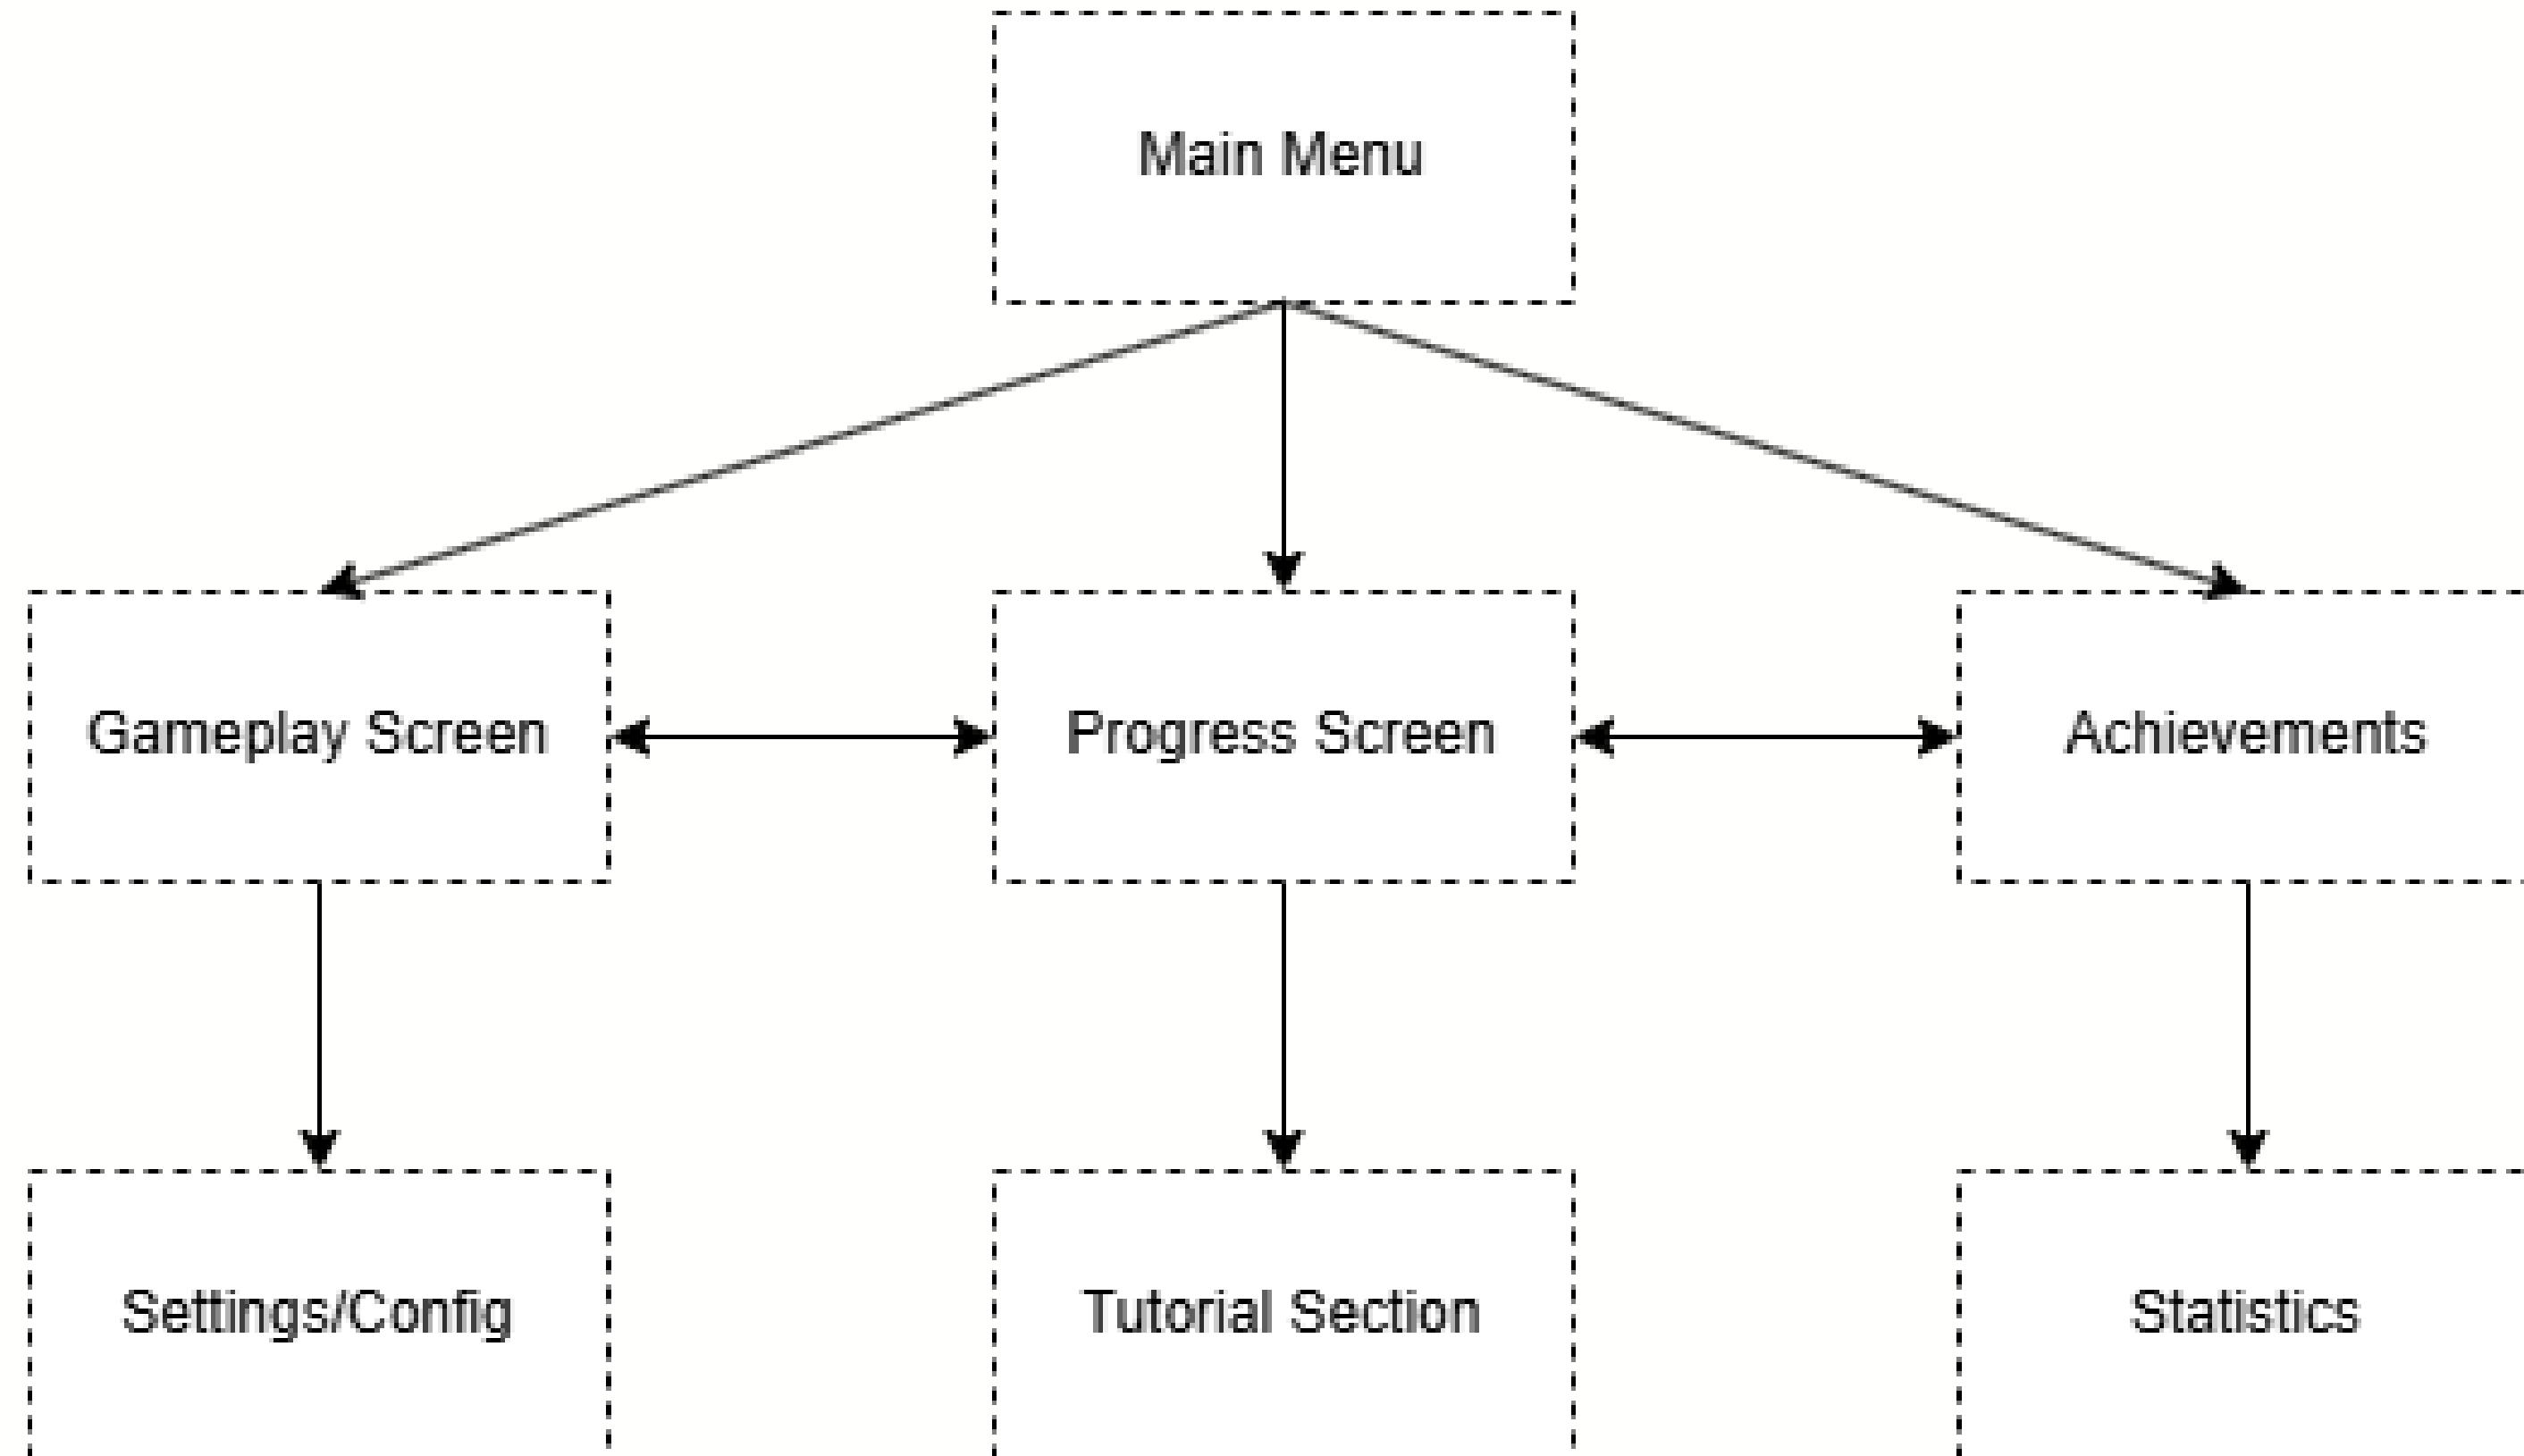 Main Menu
Gameplay Screen
Progress Screen
Achievements
Settings/Config
Tutorial Section
Statistics